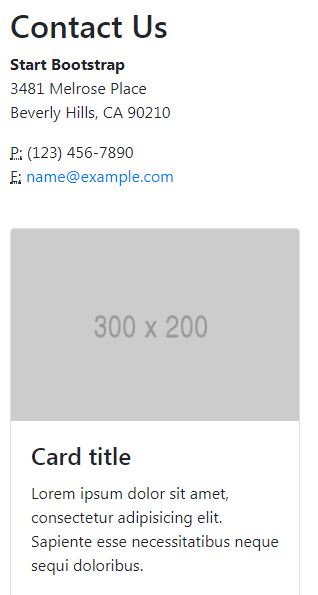 Contact Us
Start Bootstrap
3481 Melrose Place
Beverly Hills, CA 90210
P: (123) 456-7890
E: name@example.com
300 x 200
Card title
Lorem ipsum dolor sit amet,
consectetur adipisicing elit.
Sapiente esse necessitatibus neque
sequi doloribus.